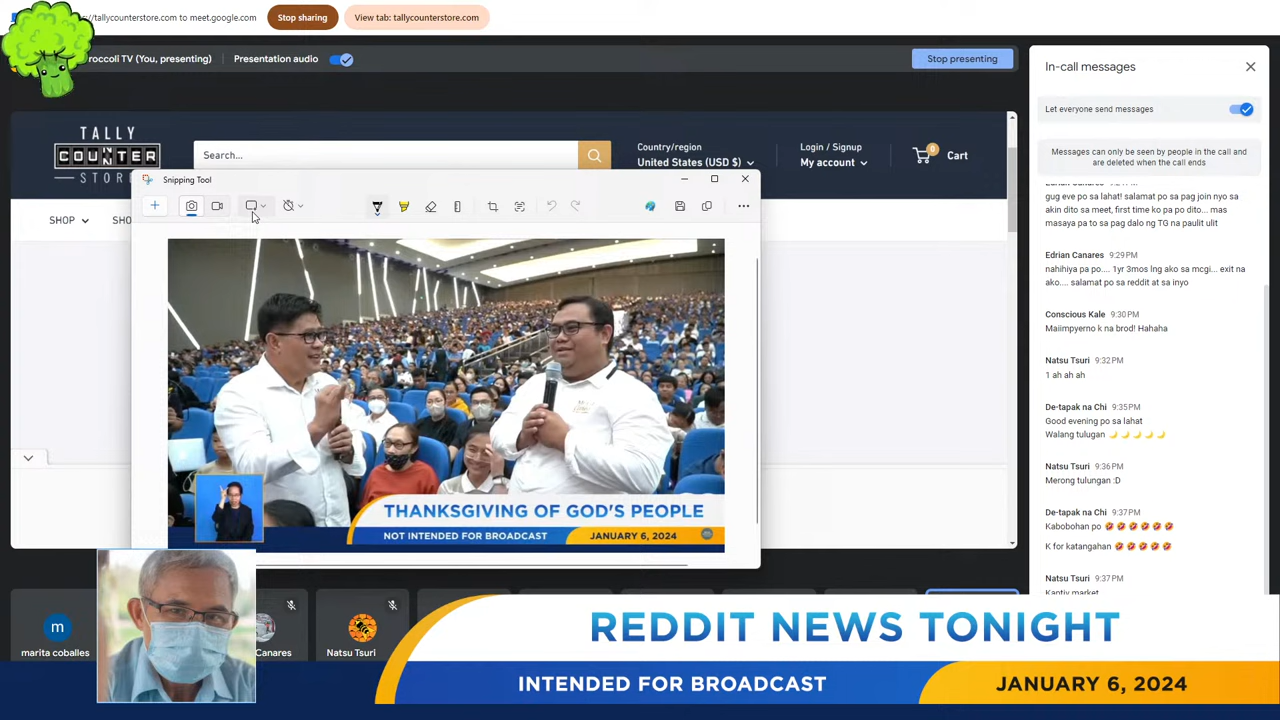 ://tallycounterstore.com to meet.google.com
Stop sharing
View tab: tallycounterstore.com
roccoli TV (You, presenting)
Presentation audio
Stop presenting
TALLY
COUNTER
STORE
Search...
Country/region
United States (USD $)
Login / Signup
My account
0
Cart
SHOP
SHO
Snipping Tool
THANKSGIVING OF GOD'S PEOPLE
NOT INTENDED FOR BROADCAST
JANUARY 6, 2024
In-call messages
Let everyone send messages
Messages can only be seen by people in the call and
are deleted when the call ends
Edrian Canares 9:27PM
gug eve po sa lahat! salamat po sa pag join nyo sa
akin dito sa meet, first time ko pa po dito... mas
masaya pa to sa pag dalo ng TG na paulit ulit
Edrian Canares 9:29PM
nahihiya pa po.... 1yr 3mos lng ako sa mcgi... exit na
ako.... salamat po sa reddit at sa inyo
Conscious Kale 9:30PM
Maiimpyerno k na brod! Hahaha
Natsu Tsuri 9:32PM
1 ah ah ah
De-tapak na Chi 9:35PM
Good evening po sa lahat
Walang tulugan 🌙🌙🌙🌙🌙
Natsu Tsuri 9:36PM
Merong tulungan :D
De-tapak na Chi 9:37PM
Kabobohan po
K for katangahan
Natsu Tsuri 9:37PM
Kantiv market
m
marita coballes
Canares
Natsu Tsuri
REDDIT NEWS TONIGHT
INTENDED FOR BROADCAST
JANUARY 6, 2024